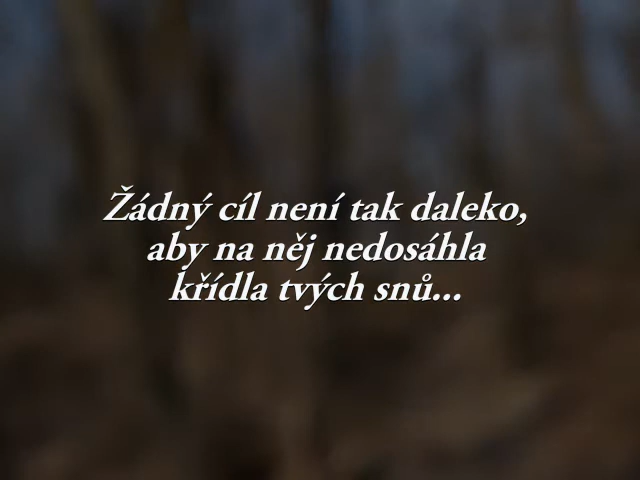 Žádný cíl není tak daleko,
aby na něj nedosáhla
křídla tvých snů...